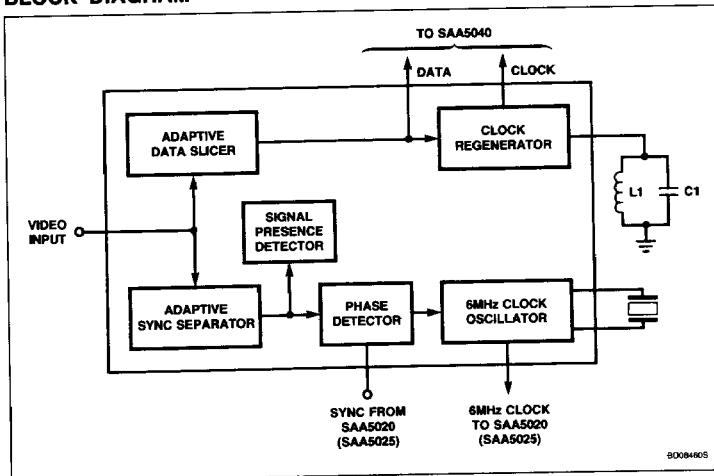 BLOCK DIAGRAM
TO SAA5040
DATA
CLOCK
ADAPTIVE
DATA SLICER
CLOCK
REGENERATOR
L1
C1
VIDEO
INPUT
SIGNAL
PRESENCE
DETECTOR
ADAPTIVE
SYNC SEPARATOR
PHASE
DETECTOR
6MHz CLOCK
OSCILLATOR
SYNC FROM
SAA5020
(SAA5025)
6MHz CLOCK
TO SAA5020
(SAA5025)
BD08460S